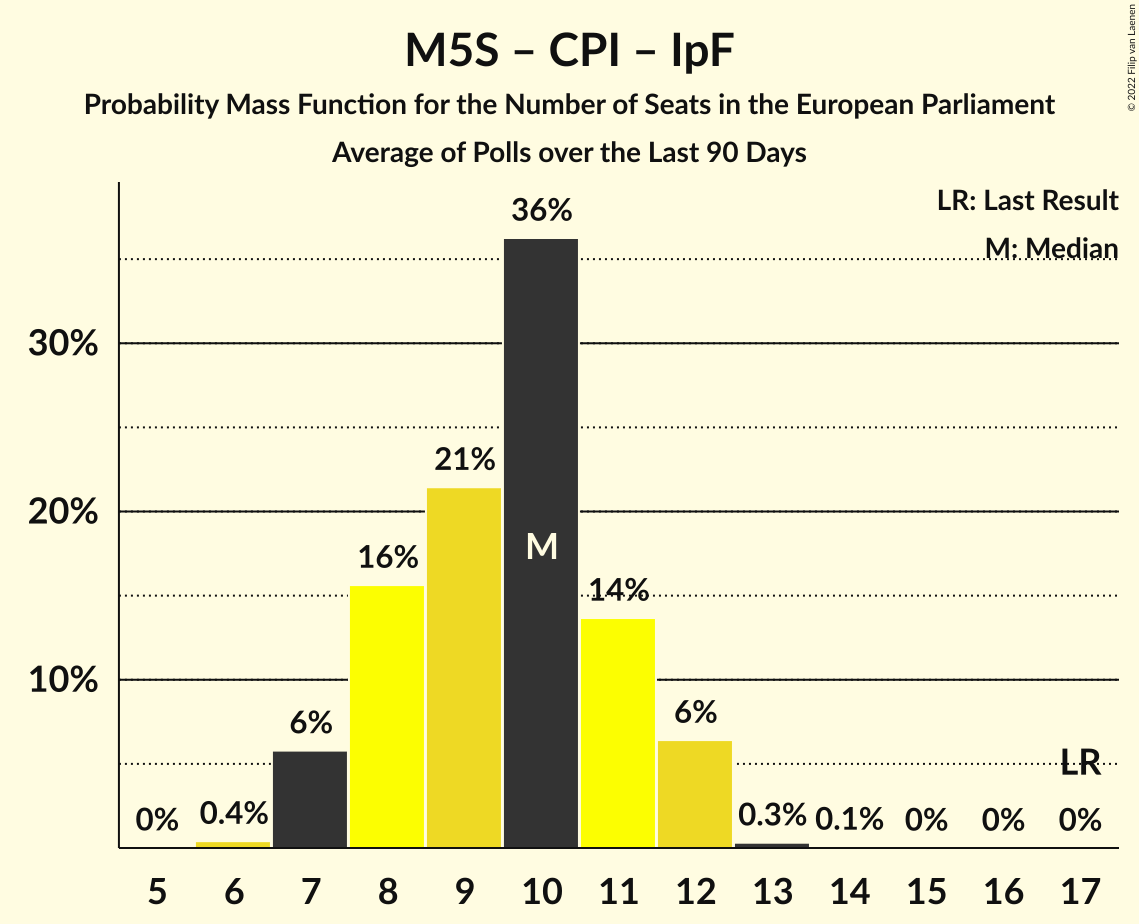 M5S – CPI – IpF
Probability Mass Function for the Number of Seats in the European Parliament
Average of Polls over the Last 90 Days
© 2022 Filip van Laenen
LR: Last Result
M: Median
36%
30%
21%
20%
M
16%
14%
10%
6%
6%
LR
0%
0.4%
0.3%
0.1%
0%
0%
0%
5 6 7 8 9 10 11 12 13 14 15 16 17